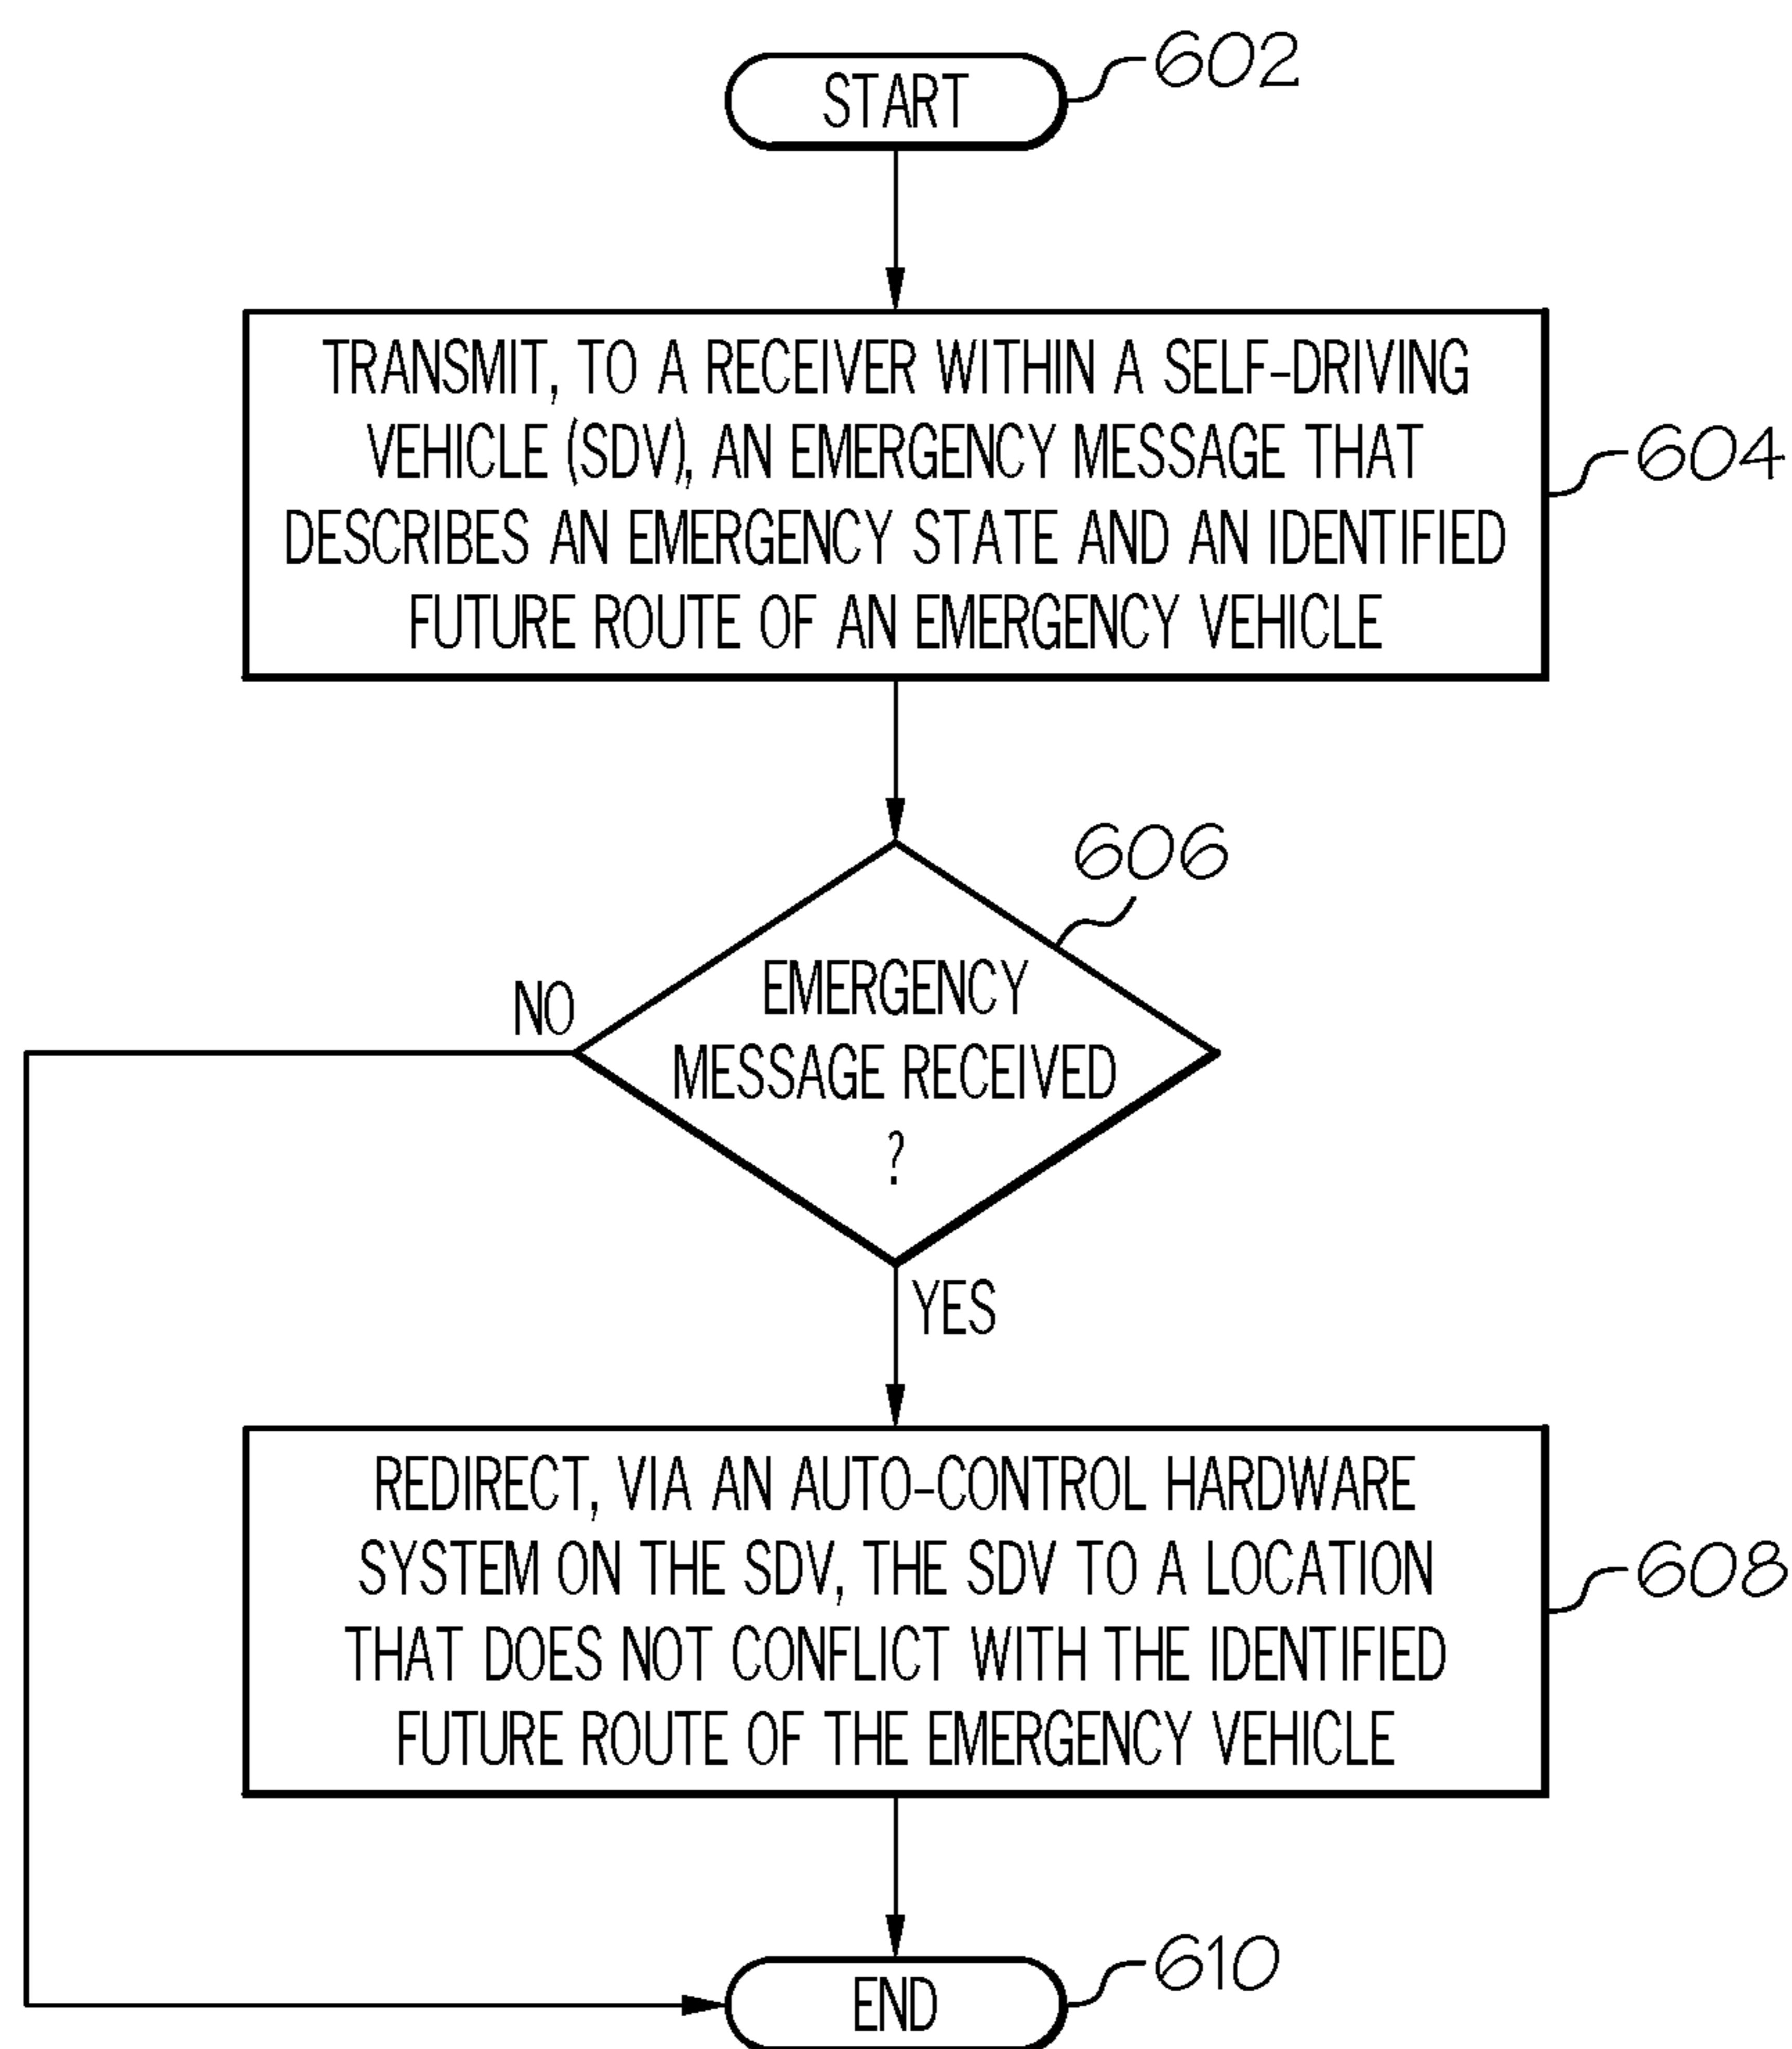 602
START
TRANSMIT, TO A RECEIVER WITHIN A SELF-DRIVING
VEHICLE (SDV), AN EMERGENCY MESSAGE THAT
DESCRIBES AN EMERGENCY STATE AND AN IDENTIFIED
FUTURE ROUTE OF AN EMERGENCY VEHICLE
604
606
EMERGENCY
MESSAGE RECEIVED
?
NO
YES
REDIRECT, VIA AN AUTO-CONTROL HARDWARE
SYSTEM ON THE SDV, THE SDV TO A LOCATION
THAT DOES NOT CONFLICT WITH THE IDENTIFIED
FUTURE ROUTE OF THE EMERGENCY VEHICLE
608
610
END